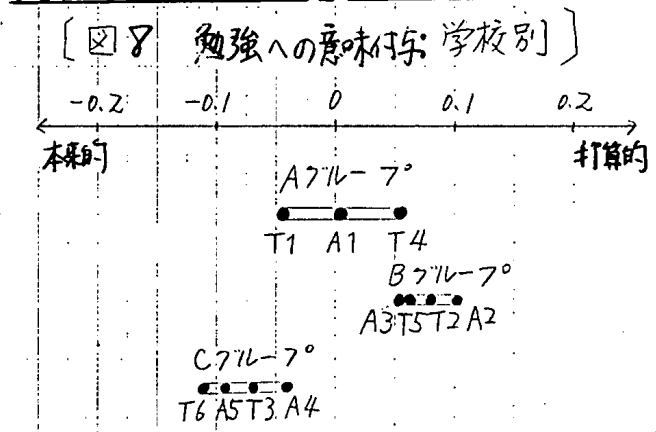 〔図8 勉強への意味付与:学校別〕
-0.2 -0.1 0 0.1 0.2
本来的 打算的
Aグループ
T1 A1 T4
Bグループ
A3 T5 T2 A2
Cグループ
T6 A5 T3 A4